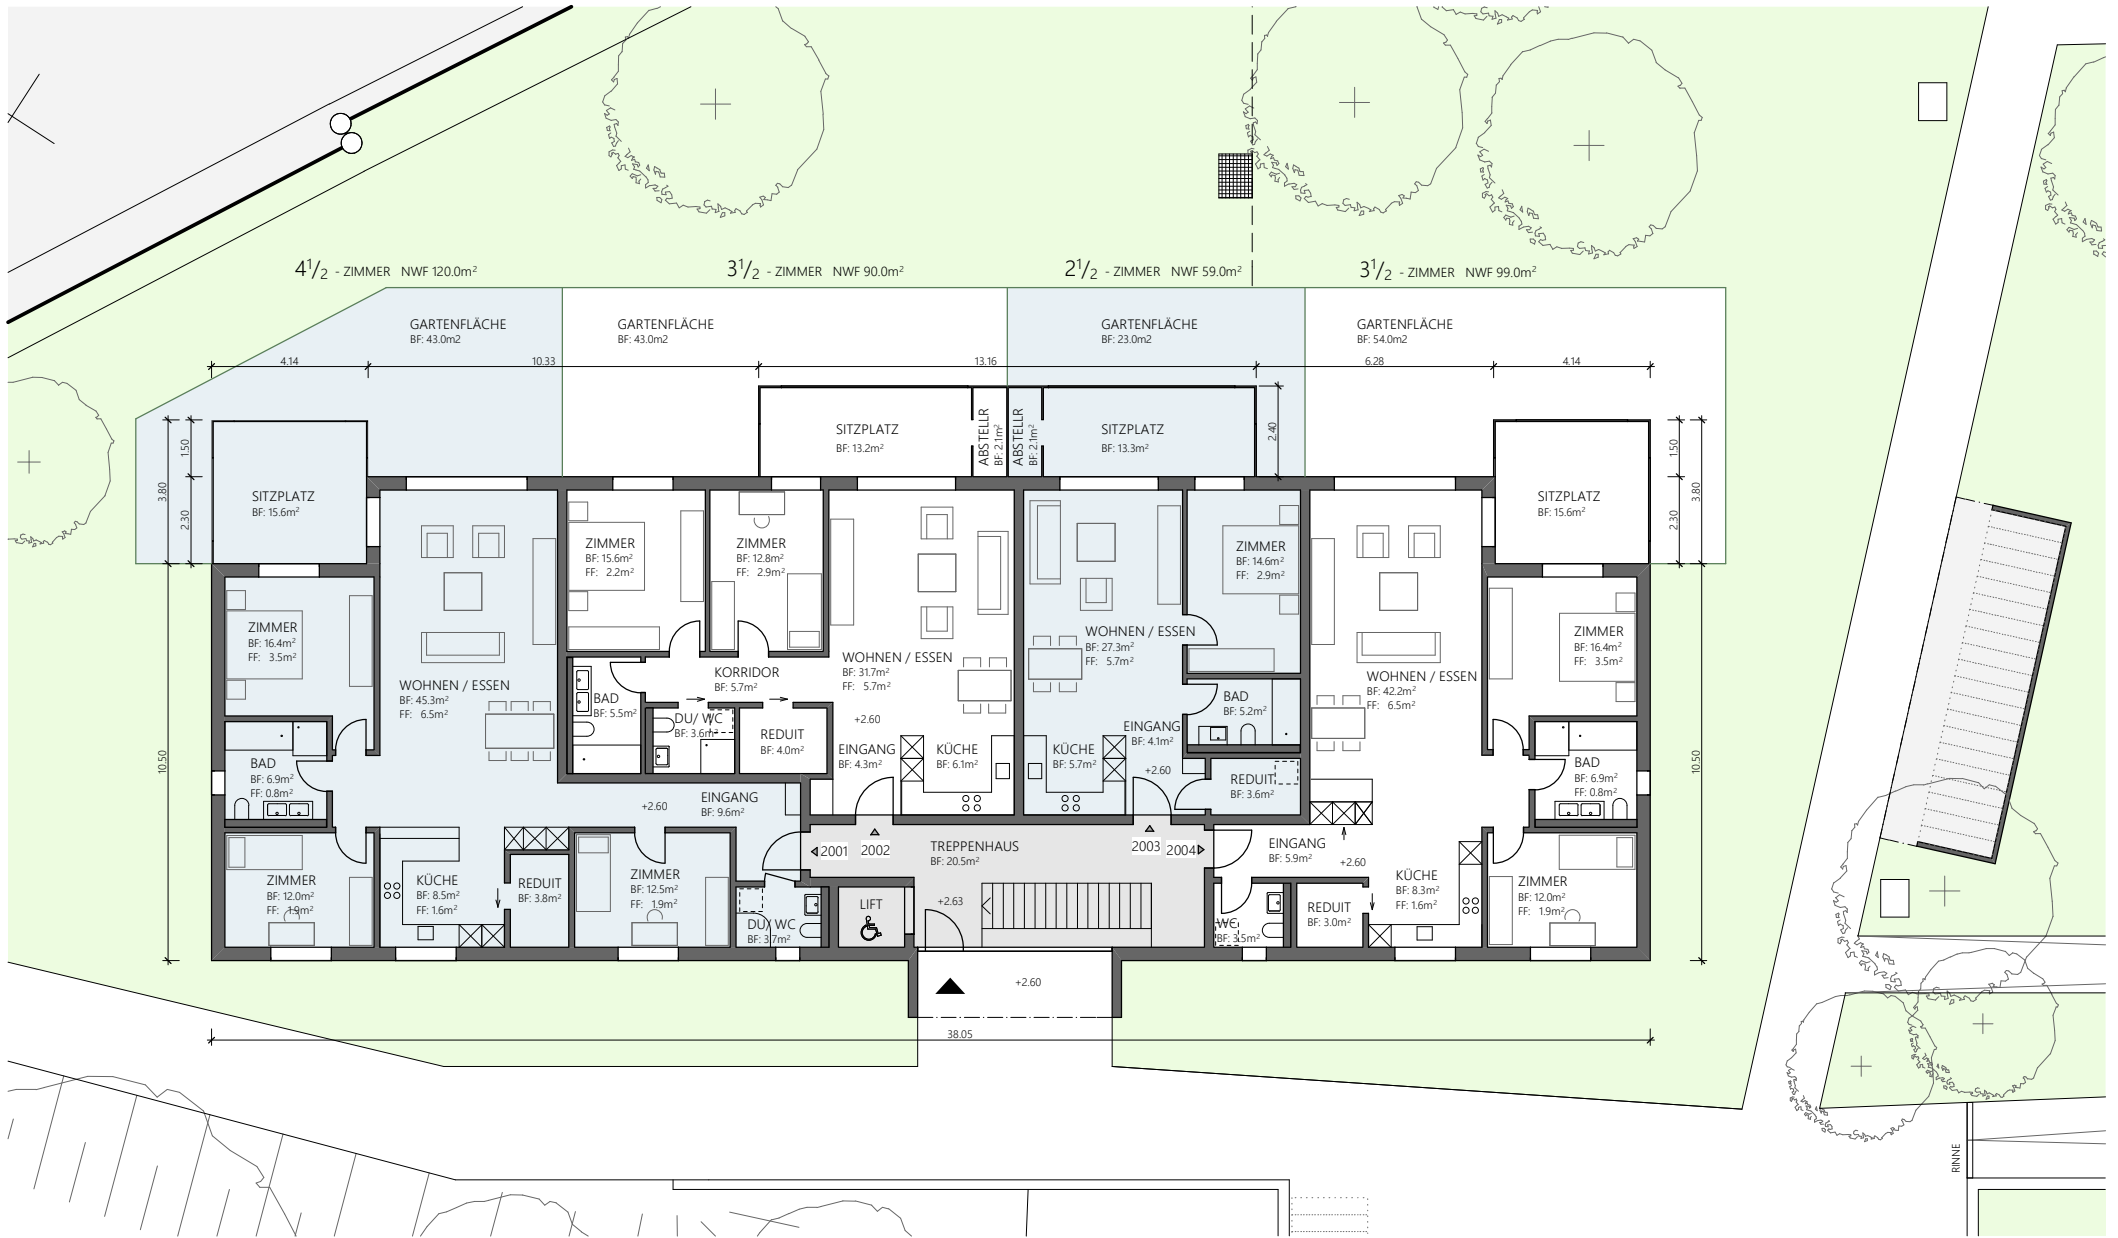 4 1/2 - ZIMMER NWF 120.0m²
3 1/2 - ZIMMER NWF 90.0m²
2 1/2 - ZIMMER NWF 59.0m²
3 1/2 - ZIMMER NWF 99.0m²
GARTENFLÄCHE
BF: 43.0m2
GARTENFLÄCHE
BF: 43.0m2
GARTENFLÄCHE
BF: 23.0m2
GARTENFLÄCHE
BF: 54.0m2
4.14
10.33
13.16
6.28
4.14
3.80
1.50
2.30
10.50
SITZPLATZ
BF: 15.6m²
SITZPLATZ
BF: 13.2m²
ABSTELLR
BF: 2.1m²
ABSTELLR
BF: 2.1m²
SITZPLATZ
BF: 13.3m²
2.40
SITZPLATZ
BF: 15.6m²
1.50
2.30
3.80
10.50
ZIMMER
BF: 16.4m²
FF: 3.5m²
WOHNEN / ESSEN
BF: 45.3m²
FF: 6.5m²
BAD
BF: 6.9m²
FF: 0.8m²
ZIMMER
BF: 12.0m²
FF: 1.9m²
KÜCHE
BF: 8.5m²
FF: 1.6m²
REDUIT
BF: 3.8m²
ZIMMER
BF: 12.5m²
FF: 1.9m²
+2.60
EINGANG
BF: 9.6m²
DU/ WC
BF: 3.7m²
ZIMMER
BF: 15.6m²
FF: 2.2m²
ZIMMER
BF: 12.8m²
FF: 2.9m²
WOHNEN / ESSEN
BF: 31.7m²
FF: 5.7m²
KORRIDOR
BF: 5.7m²
BAD
BF: 5.5m²
DU/ WC
BF: 3.6m²
REDUIT
BF: 4.0m²
+2.60
EINGANG
BF: 4.3m²
KÜCHE
BF: 6.1m²
WOHNEN / ESSEN
BF: 27.3m²
FF: 5.7m²
ZIMMER
BF: 14.6m²
FF: 2.9m²
BAD
BF: 5.2m²
EINGANG
BF: 4.1m²
KÜCHE
BF: 5.7m²
+2.60
REDUIT
BF: 3.6m²
WOHNEN / ESSEN
BF: 42.2m²
FF: 6.5m²
ZIMMER
BF: 16.4m²
FF: 3.5m²
BAD
BF: 6.9m²
FF: 0.8m²
ZIMMER
BF: 12.0m²
FF: 1.9m²
EINGANG
BF: 5.9m²
+2.60
KÜCHE
BF: 8.3m²
FF: 1.6m²
REDUIT
BF: 3.0m²
WC
BF: 3.5m²
2001
2002
TREPPENHAUS
BF: 20.5m²
2003
2004
LIFT
+2.63
+2.60
38.05
RINNE